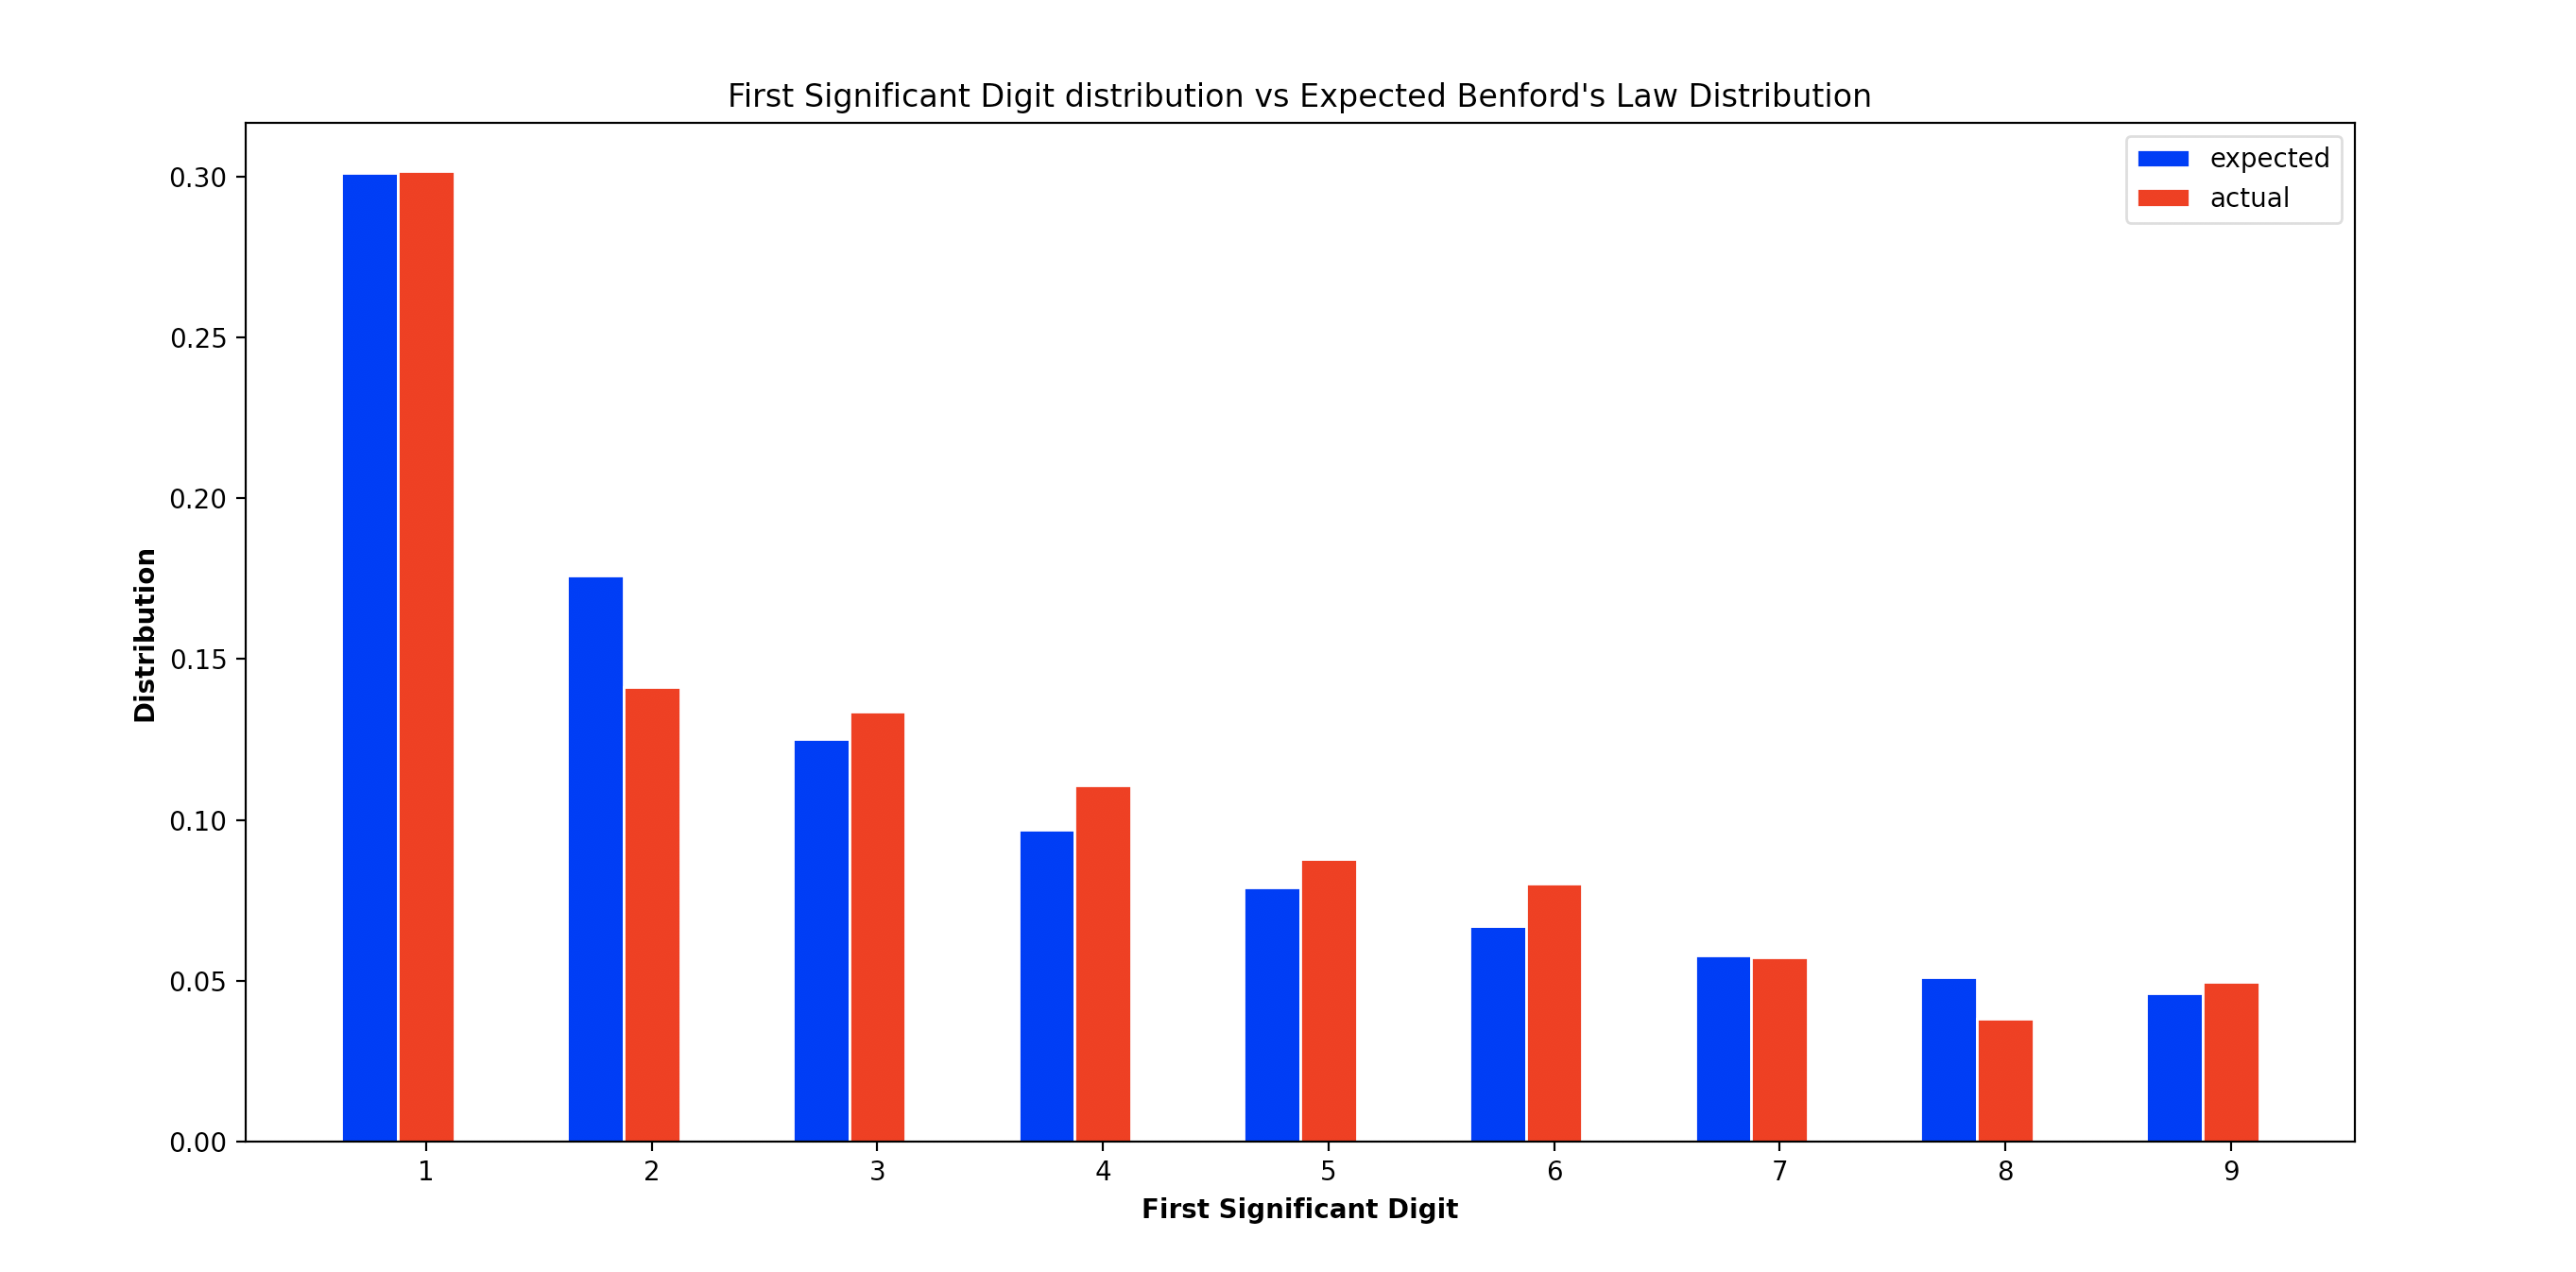 First Significant Digit distribution vs Expected Benford's Law Distribution
expected
actual
0.30
0.25
0.20
0.15
0.10
0.05
0.00
Distribution
1 2 3 4 5 6 7 8 9
First Significant Digit